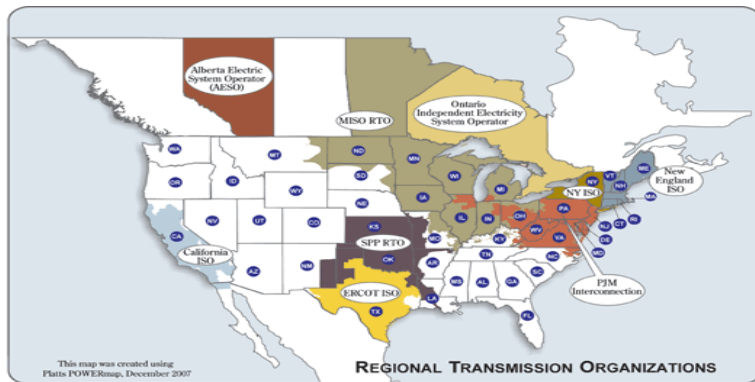 Alberta Electric
System Operator
(AESO)
MISO RTO
Ontario
Independent Electricity
System Operator
WA
MT
ND
MN
OR
ID
SD
WI
MI
NY
VT
ME
NH
NY ISO
New
England
ISO
MA
WY
IA
NE
PA
NV
UT
CO
IL
IN
OH
WV
NJ
CT
RI
CA
KS
MO
KY
VA
DE
MD
California
ISO
SPP RTO
AZ
NM
OK
AR
TN
NC
SC
PJM
Interconnection
ERCOT ISO
TX
LA
MS
AL
GA
FL
This map was created using
Platts POWERmap, December 2007
REGIONAL TRANSMISSION ORGANIZATIONS